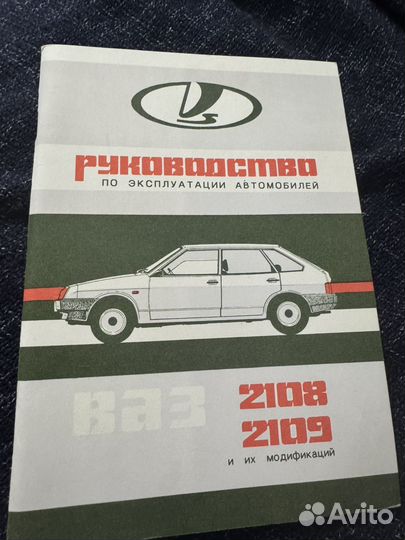 РУКОВОДСТВО
ПО ЭКСПЛУАТАЦИИ АВТОМОБИЛЕЙ
ВАЗ 2108
2109
И ИХ МОДИФИКАЦИЙ
Avito